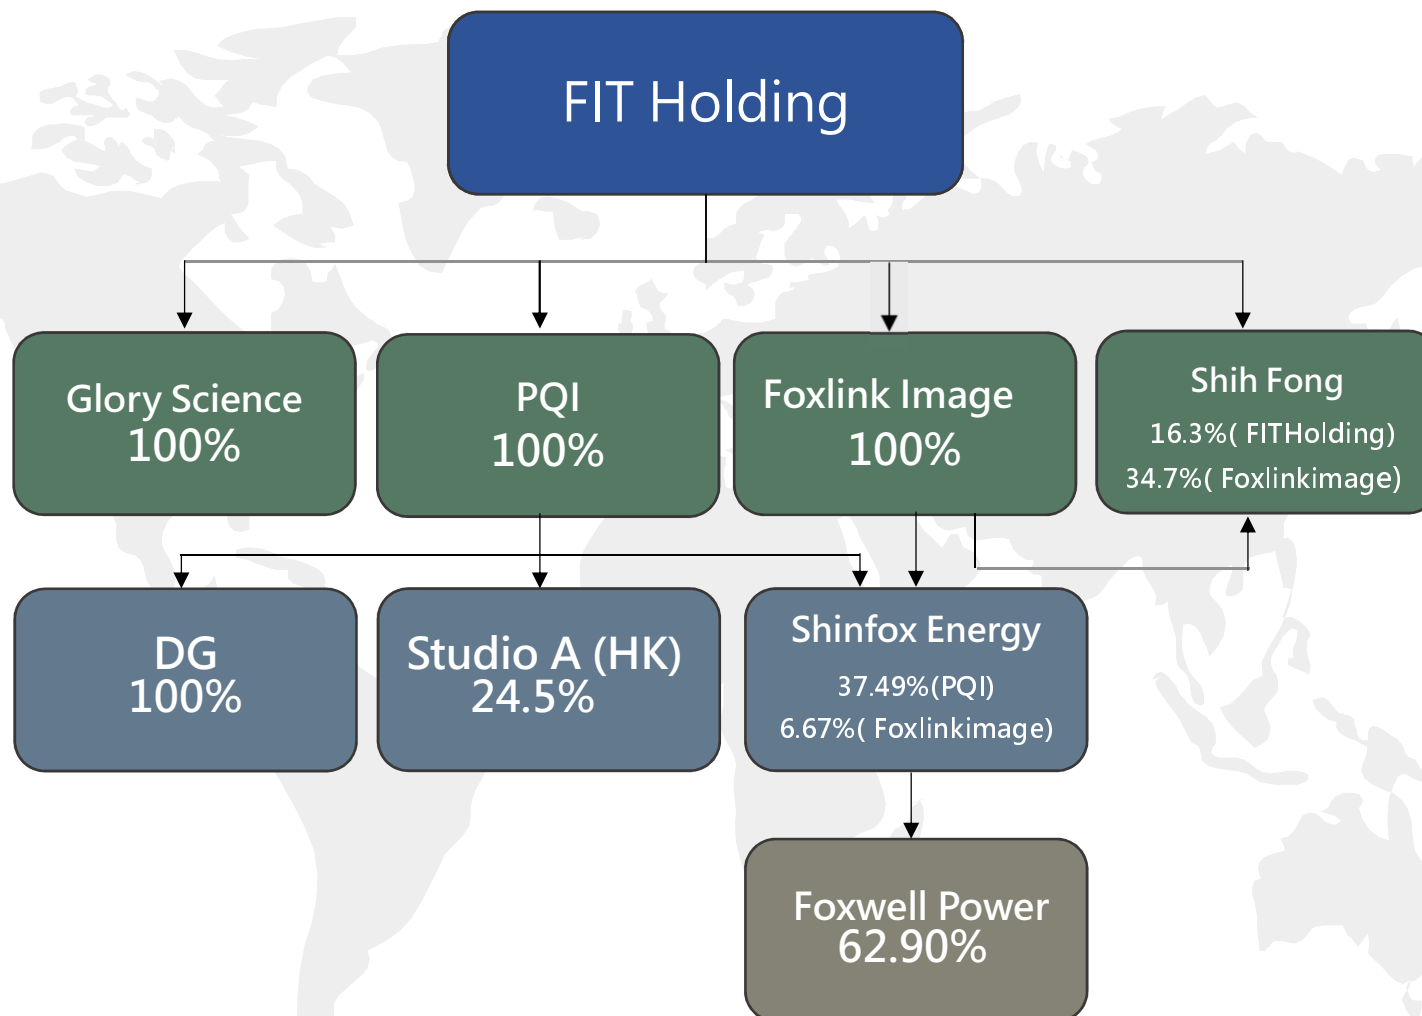 FIT Holding
Glory Science
100%
PQI
100%
Foxlink Image
100%
Shih Fong
16.3%( FITHolding)
34.7%( Foxlinkimage)
DG
100%
Studio A (HK)
24.5%
Shinfox Energy
37.49%(PQI)
6.67%( Foxlinkimage)
Foxwell Power
62.90%